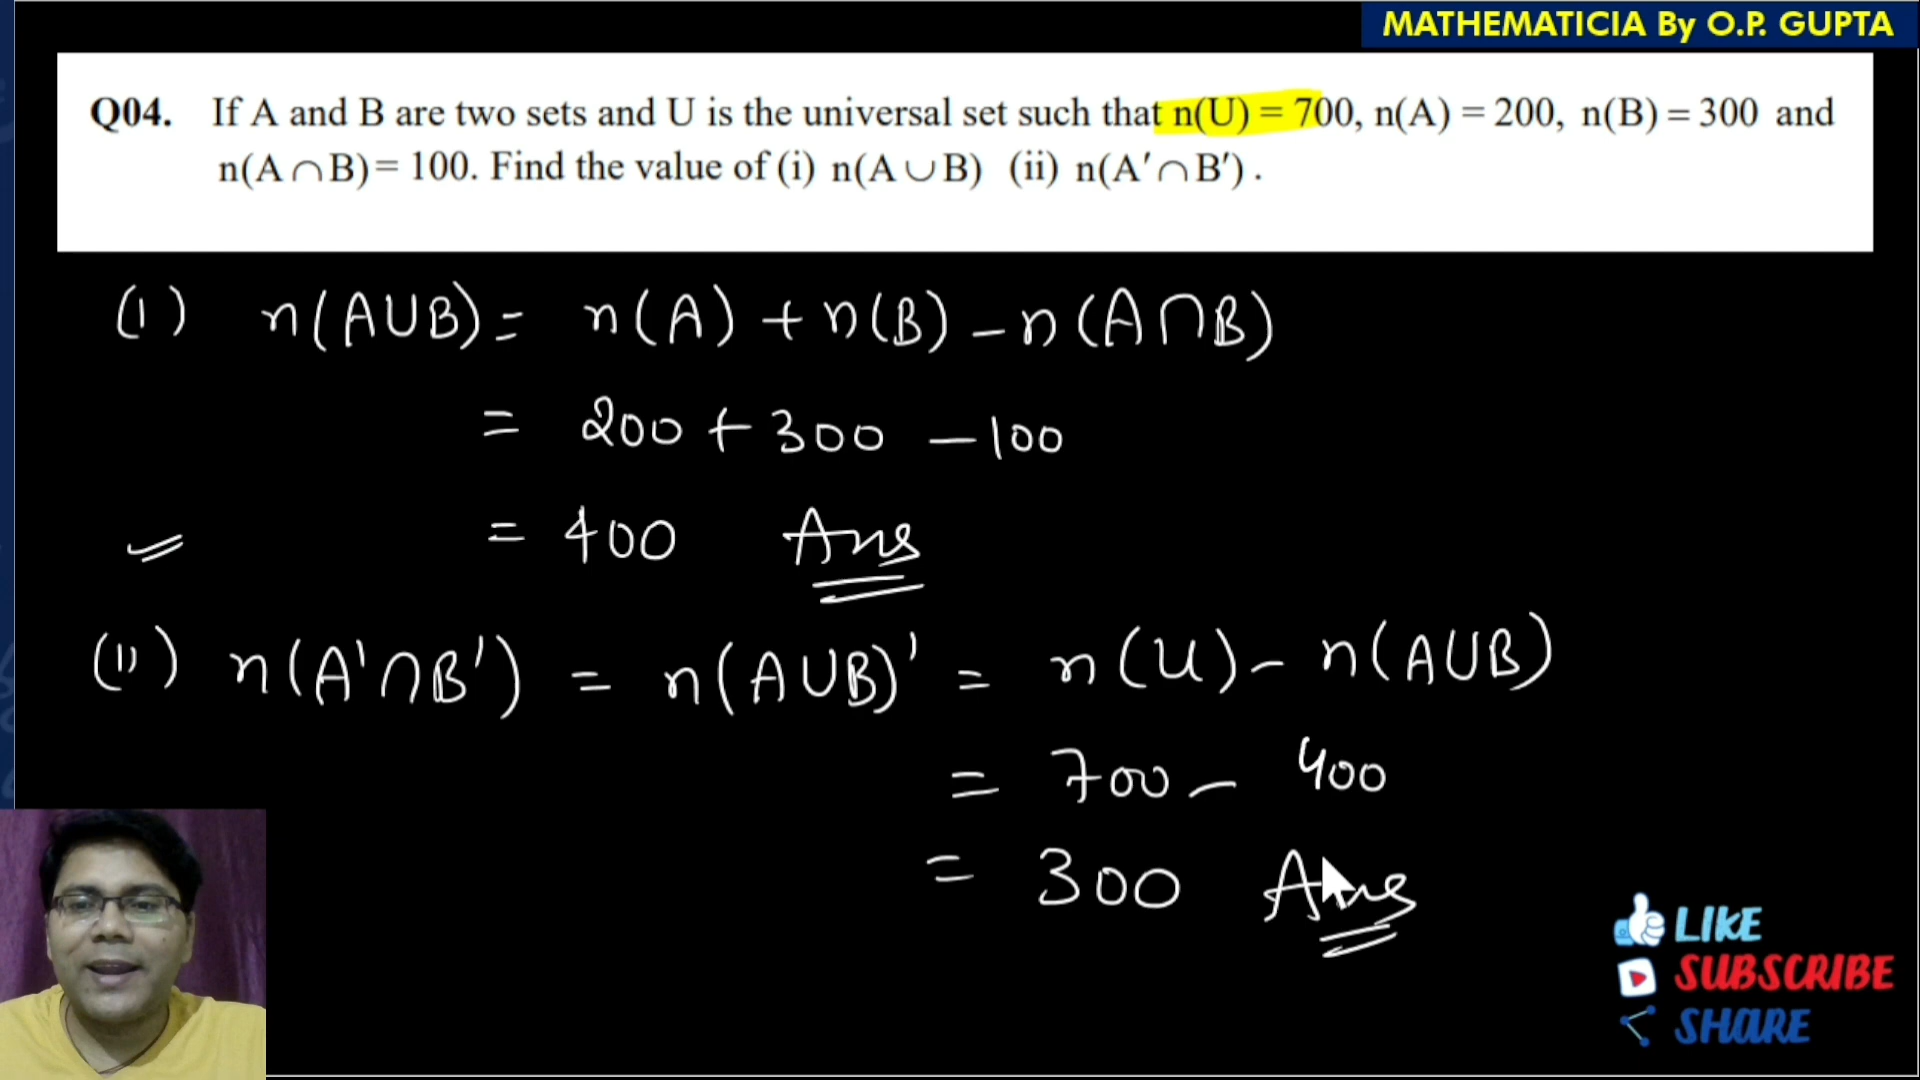 MATHEMATICIA By O.P. GUPTA
Q04. If A and B are two sets and U is the universal set such that n(U) = 700, n(A) = 200, n(B) = 300 and
n(A∩B) = 100. Find the value of (i) n(A∪B) (ii) n(A′∩B′).
(1) n(A∪B) = n(A) + n(B) – n(A∩B)
= 200 + 300 – 100
= 400 Ans
(11) n(A'∩B') = n(A∪B)' = n(U) – n(A∪B)
= 700 – 400
= 300 Ans
LIKE
SUBSCRIBE
SHARE